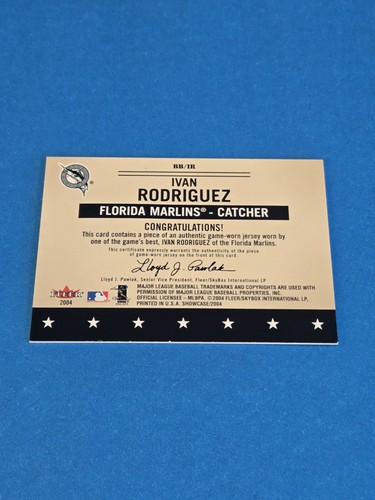 BB/IR
IVAN
RODRIGUEZ
FLORIDA MARLINS® - CATCHER
CONGRATULATIONS!
This card contains a piece of an authentic game-worn jersey worn by
one of the game's best, IVAN RODRIGUEZ of the Florida Marlins.
This certificate expressly warrants the authenticity of the piece
of game-worn jersey on the front of this card.
Lloyd J. Pawlak
Lloyd J. Pawlak, Senior Vice President, Fleer/SkyBox International LP
MAJOR LEAGUE BASEBALL TRADEMARKS AND COPYRIGHTS ARE USED WITH
PERMISSION OF MAJOR LEAGUE BASEBALL PROPERTIES, INC.
OFFICIAL LICENSEE – MLBPA. ©2004 FLEER/SKYBOX INTERNATIONAL LP.
PRINTED IN U.S.A. SHOWCASE/2004
FLEER
2004